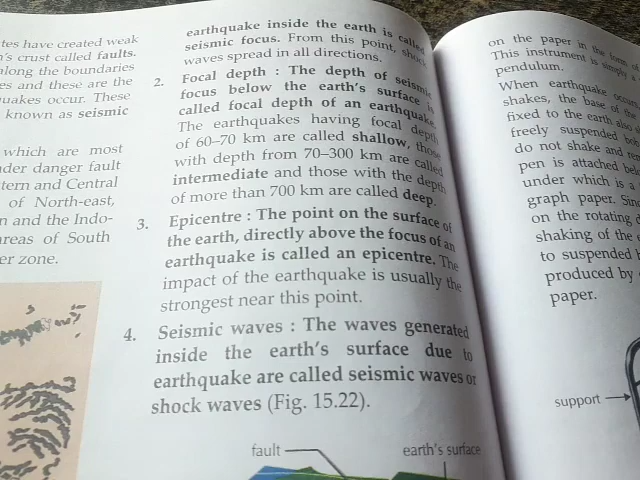 tes have created weak
's crust called faults.
along the boundaries
es and these are the
uakes occur. These
known as seismic
which are most
der danger fault
tern and Central
of North-east,
n and the Indo-
areas of South
er zone.
earthquake inside the earth is called
seismic focus. From this point, shock
waves spread in all directions.
2. Focal depth : The depth of seismic
focus below the earth's surface is
called focal depth of an earthquake.
The earthquakes having focal depth
of 60–70 km are called shallow, those
with depth from 70–300 km are called
intermediate and those with the depth
of more than 700 km are called deep.
3. Epicentre : The point on the surface of
the earth, directly above the focus of an
earthquake is called an epicentre. The
impact of the earthquake is usually the
strongest near this point.
4. Seismic waves : The waves generated
inside the earth's surface due to
earthquake are called seismic waves or
shock waves (Fig. 15.22).
fault
earth's surface
on the paper in the form of
This instrument is simply a
pendulum.
When earthquake
shakes, the base of the
fixed to the earth also
freely suspended
do not shake and
pen is attached
under which is a
graph paper.
on the rotating
shaking of the
to suspended
produced by
paper.
support